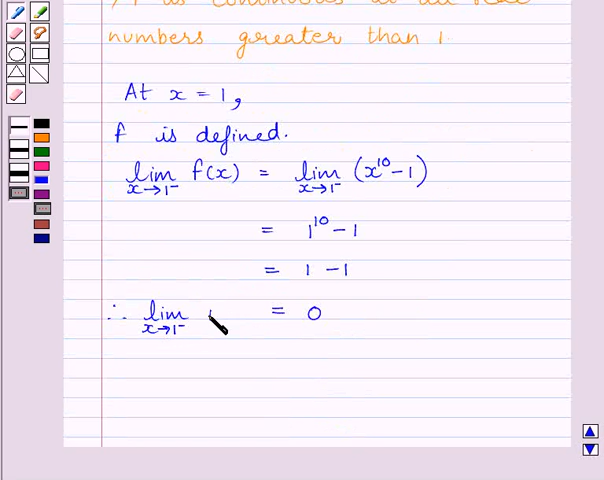 numbers greater than 1.
At x = 1,
f is defined.
lim x→1⁻ f(x) = lim x→1⁻ (x¹⁰ - 1)
= 1¹⁰ - 1
= 1 - 1
∴ lim x→1⁻ = 0